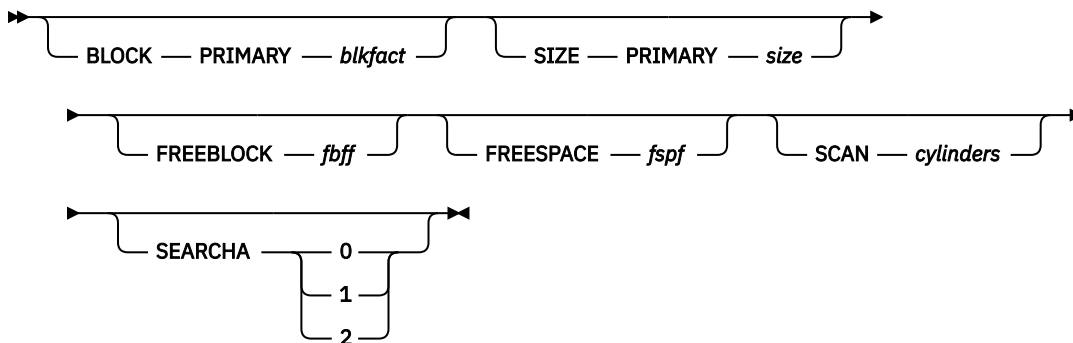 BLOCK PRIMARY blkfact SIZE PRIMARY size
FREEBLOCK fbff FREESPACE fspf SCAN cylinders
SEARCHA 0
1
2